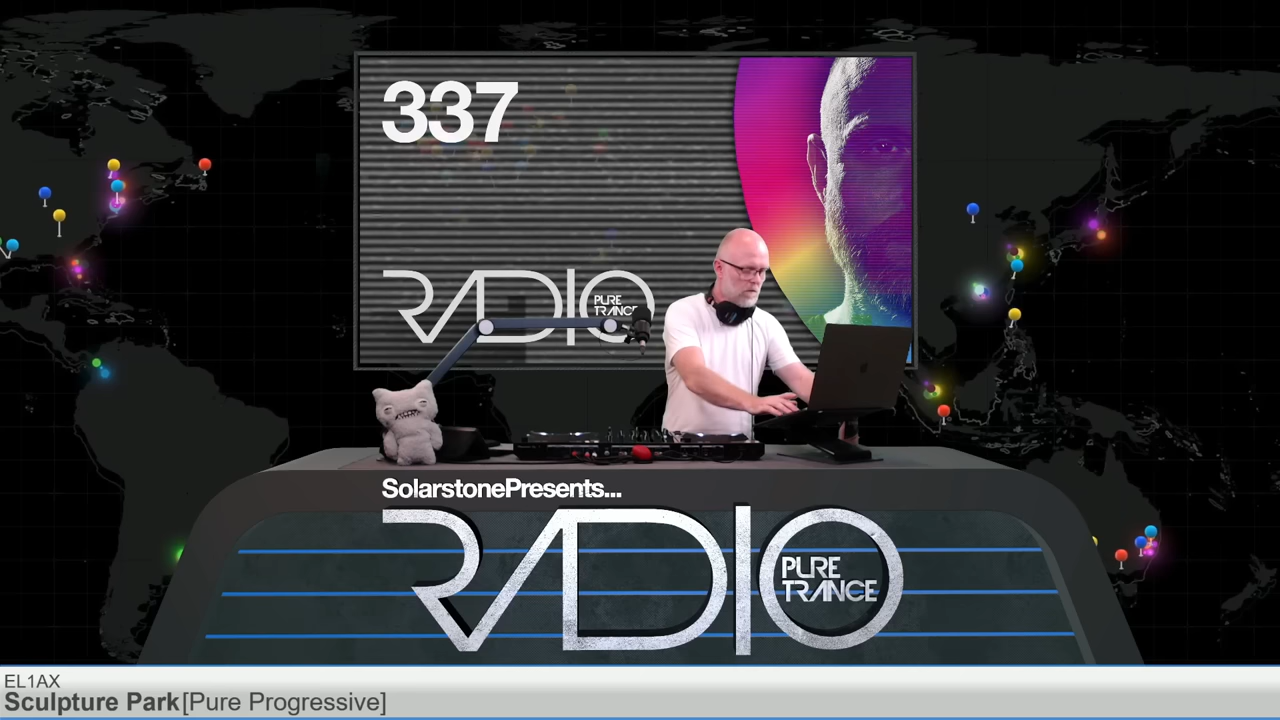 337
RADIO
PURE
TRANCE
SolarstonePresents...
RADIO
PURE
TRANCE
EL1AX
Sculpture Park[Pure Progressive]